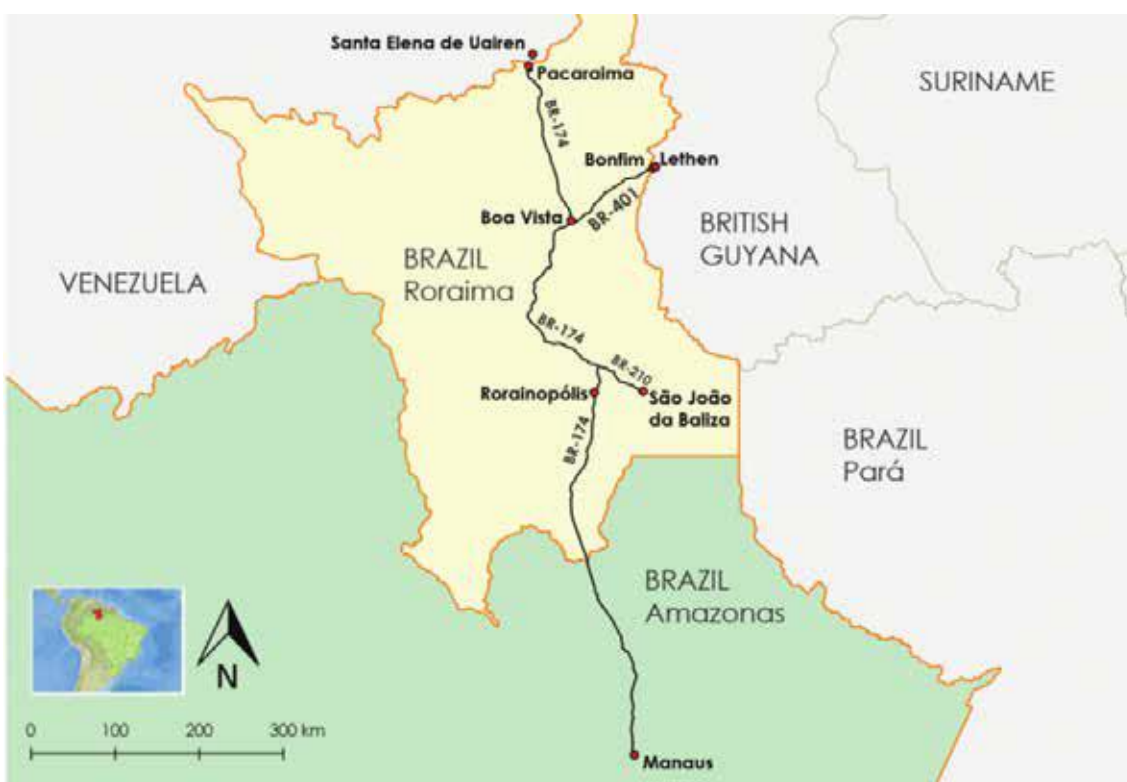 Santa Elena de Uairen
Pacaraima
SURINAME
BR-174
Bonfim
Lethen
BR-401
Boa Vista
BRITISH
GUYANA
BRAZIL
Roraima
VENEZUELA
BR-174
BR-210
Rorainopólis
São João
da Baliza
BR-174
BRAZIL
Pará
BRAZIL
Amazonas
N
0 100 200 300 km
Manaus